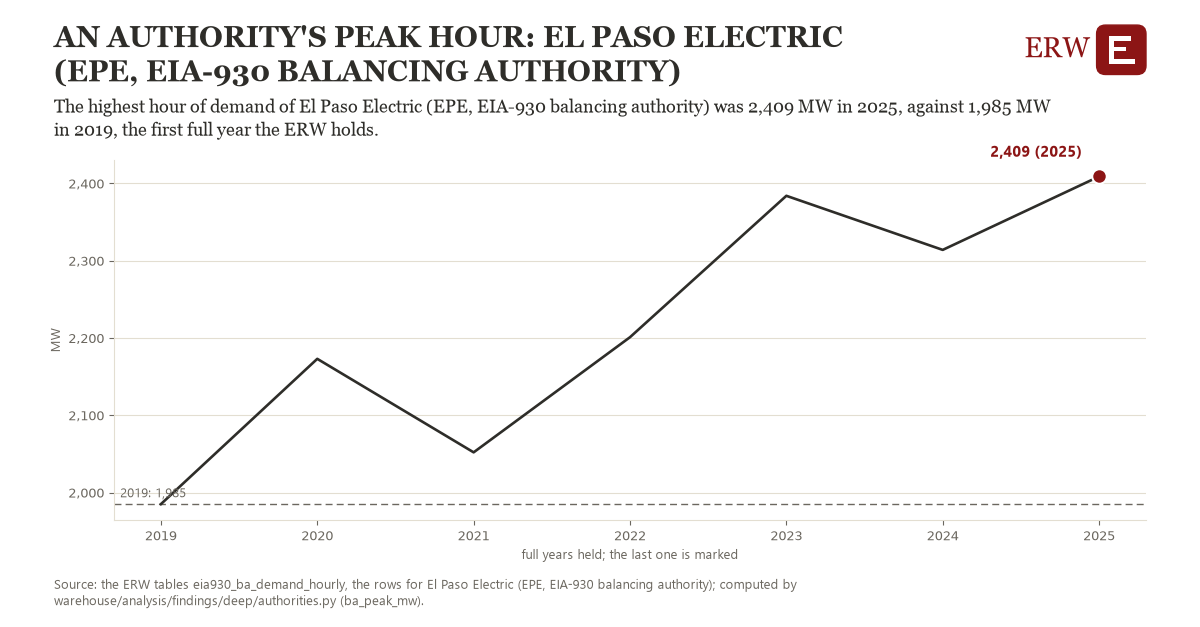 AN AUTHORITY'S PEAK HOUR: EL PASO ELECTRIC
(EPE, EIA-930 BALANCING AUTHORITY)
ERW E
The highest hour of demand of El Paso Electric (EPE, EIA-930 balancing authority) was 2,409 MW in 2025, against 1,985 MW
in 2019, the first full year the ERW holds.
2,409 (2025)
2,400
2,300
MW
2,200
2,100
2,000
2019: 1,985
2019 2020 2021 2022 2023 2024 2025
full years held; the last one is marked
Source: the ERW tables eia930_ba_demand_hourly, the rows for El Paso Electric (EPE, EIA-930 balancing authority); computed by
warehouse/analysis/findings/deep/authorities.py (ba_peak_mw).